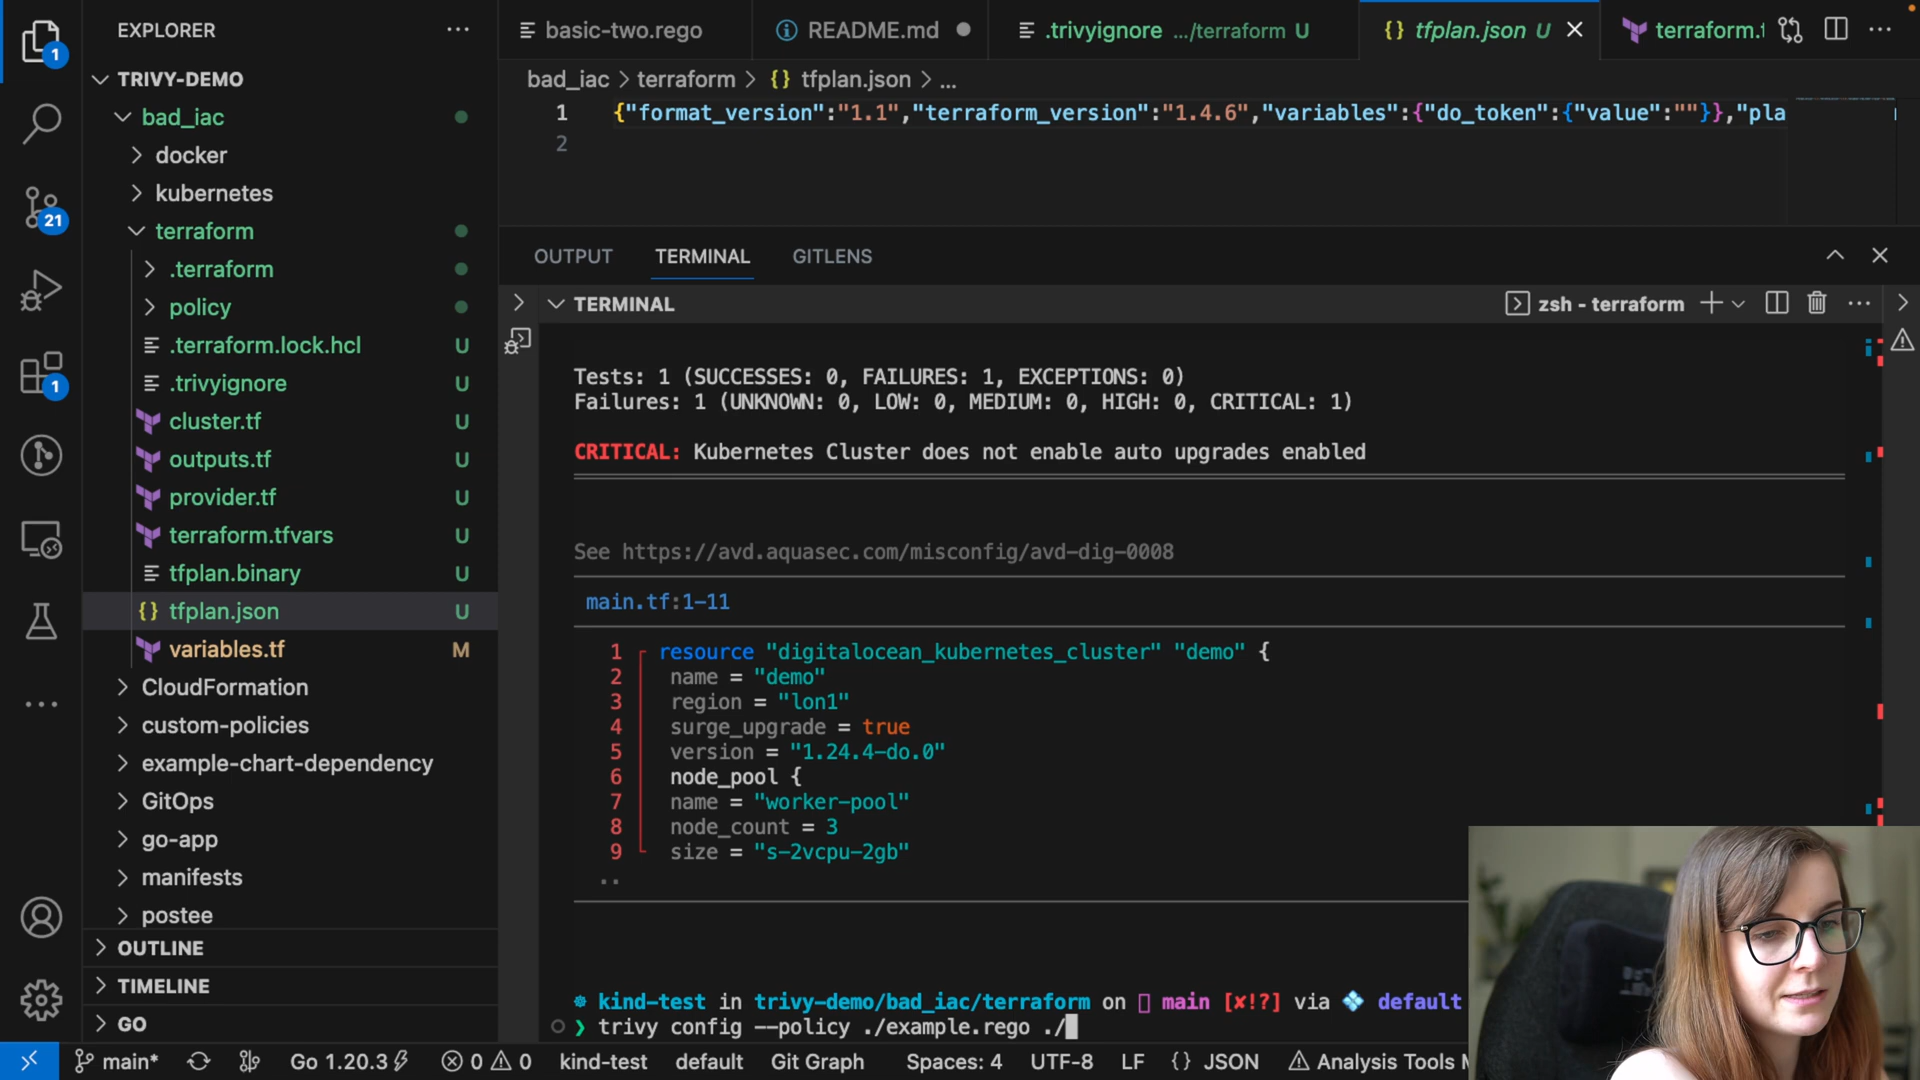 EXPLORER
TRIVY-DEMO
bad_iac
docker
kubernetes
terraform
.terraform
policy
.terraform.lock.hcl U
.trivyignore U
cluster.tf U
outputs.tf U
provider.tf U
terraform.tfvars U
tfplan.binary U
tfplan.json U
variables.tf M
CloudFormation
custom-policies
example-chart-dependency
GitOps
go-app
manifests
postee
OUTLINE
TIMELINE
GO
1
21
1
basic-two.rego README.md .trivyignore .../terraform U tfplan.json U terraform.t
bad_iac > terraform > {} tfplan.json > ...
1 {"format_version":"1.1","terraform_version":"1.4.6","variables":{"do_token":{"value":""}},"pla
2
OUTPUT TERMINAL GITLENS
TERMINAL zsh - terraform
Tests: 1 (SUCCESSES: 0, FAILURES: 1, EXCEPTIONS: 0)
Failures: 1 (UNKNOWN: 0, LOW: 0, MEDIUM: 0, HIGH: 0, CRITICAL: 1)
CRITICAL: Kubernetes Cluster does not enable auto upgrades enabled
See https://avd.aquasec.com/misconfig/avd-dig-0008
main.tf:1-11
1 resource "digitalocean_kubernetes_cluster" "demo" {
2 name = "demo"
3 region = "lon1"
4 surge_upgrade = true
5 version = "1.24.4-do.0"
6 node_pool {
7 name = "worker-pool"
8 node_count = 3
9 size = "s-2vcpu-2gb"
..
kind-test in trivy-demo/bad_iac/terraform on main [✘!?] via default
❯ trivy config --policy ./example.rego ./
main* Go 1.20.3 0 0 kind-test default Git Graph Spaces: 4 UTF-8 LF {} JSON Analysis Tools M